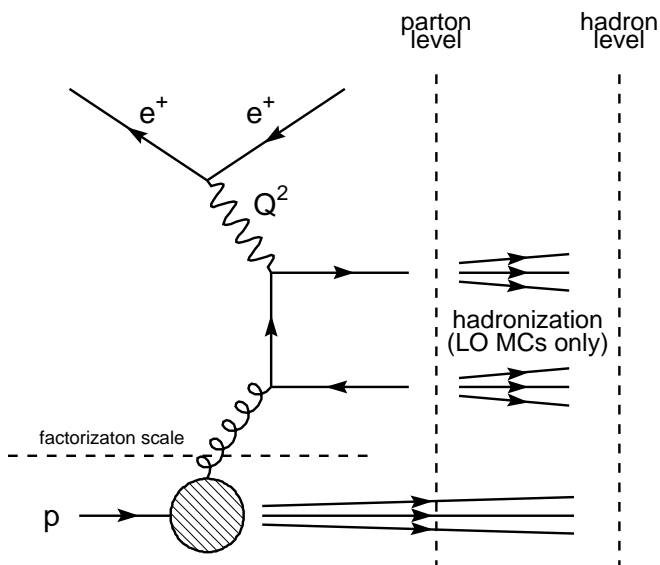 parton
level
hadron
level
e+
e+
Q2
hadronization
(LO MCs only)
factorizaton scale
p